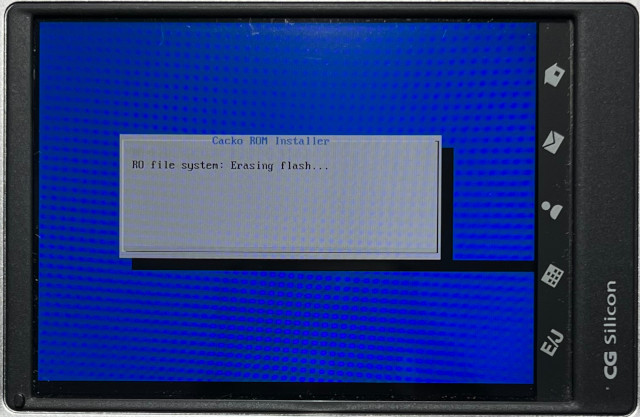 Cacko ROM Installer
RO file system: Erasing flash...
E/J
CG Silicon